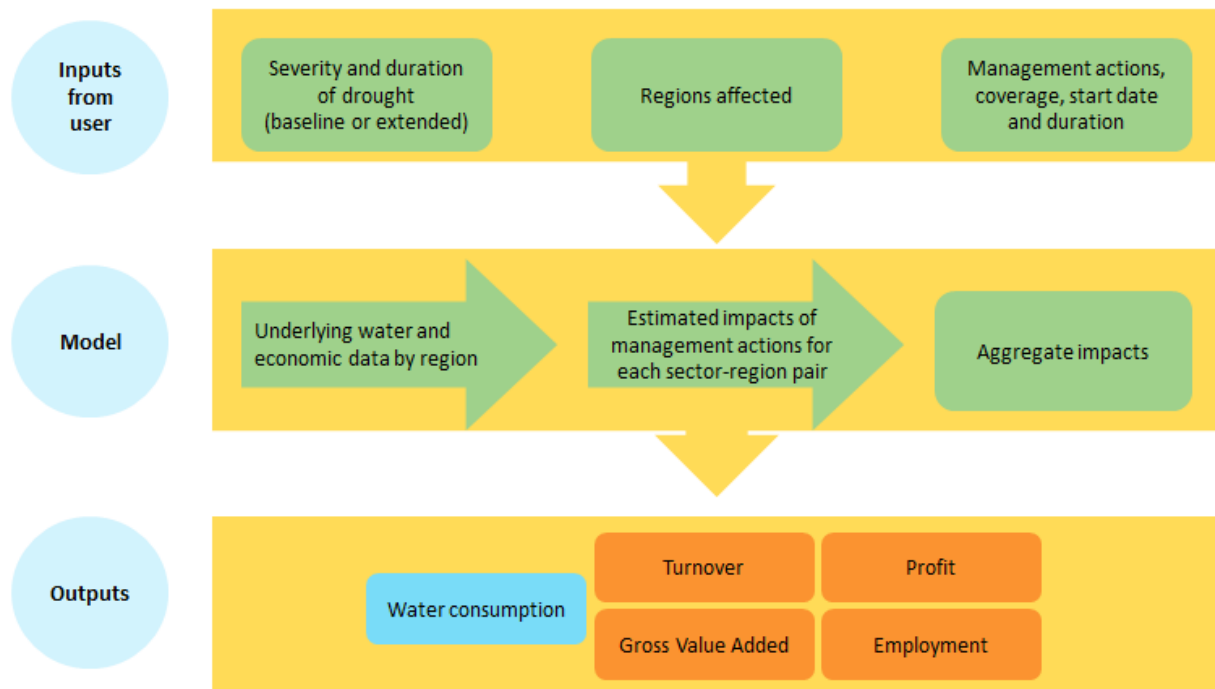 Inputs
from
user
Severity and duration
of drought
(baseline or extended)
Regions affected
Management actions,
coverage, start date
and duration
Model
Underlying water and
economic data by region
Estimated impacts of
management actions for
each sector-region pair
Aggregate impacts
Outputs
Water consumption
Turnover
Profit
Gross Value Added
Employment